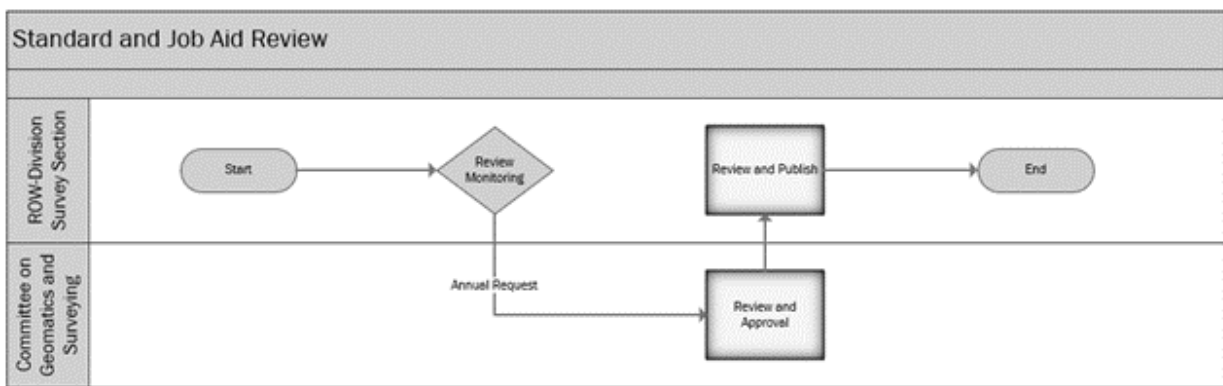 Standard and Job Aid Review
ROW-Division
Survey Section
Start
Review
Monitoring
Review and Publish
End
Committee on
Geomatics and
Surveying
Annual Request
Review and
Approval